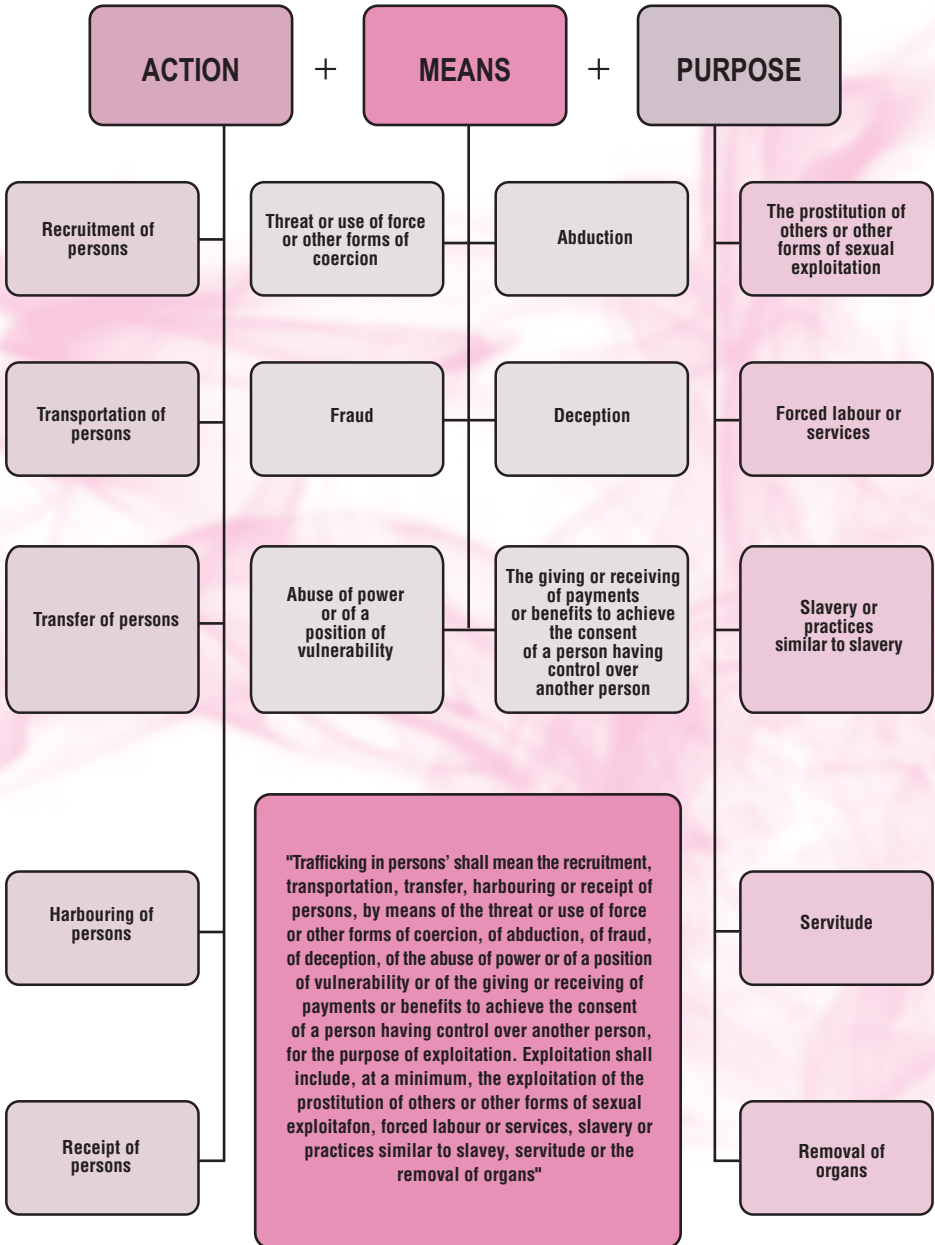 ACTION + MEANS + PURPOSE
Recruitment of
persons
Transportation of
persons
Transfer of persons
Harbouring of
persons
Receipt of
persons
Threat or use of force
or other forms of
coercion
Abduction
Fraud
Deception
Abuse of power
or of a
position of
vulnerability
The giving or receiving
of payments
or benefits to achieve
the consent
of a person having
control over
another person
The prostitution of
others or other
forms of sexual
exploitation
Forced labour or
services
Slavery or
practices
similar to slavery
Servitude
Removal of
organs
"Trafficking in persons’ shall mean the recruitment,
transportation, transfer, harbouring or receipt of
persons, by means of the threat or use of force
or other forms of coercion, of abduction, of fraud,
of deception, of the abuse of power or of a position
of vulnerability or of the giving or receiving of
payments or benefits to achieve the consent
of a person having control over another person,
for the purpose of exploitation. Exploitation shall
include, at a minimum, the exploitation of the
prostitution of others or other forms of sexual
exploitafon, forced labour or services, slavery or
practices similar to slavey, servitude or the
removal of organs"